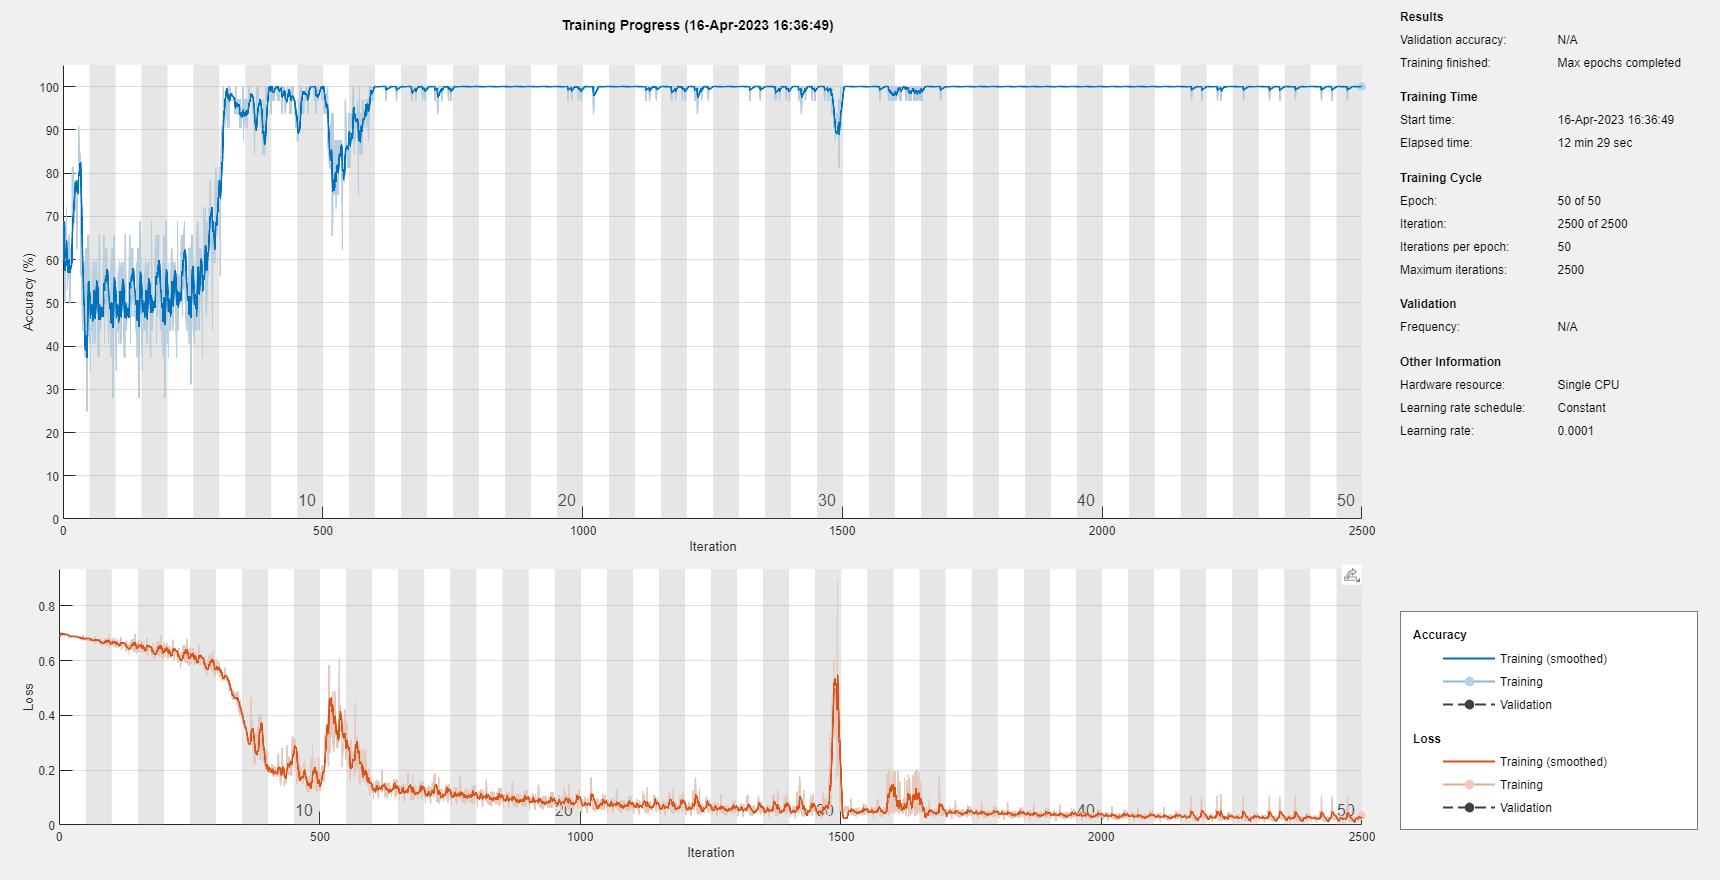 Training Progress (16-Apr-2023 16:36:49)
Accuracy (%)
100
90
80
70
60
50
40
30
20
10
0
10
20
30
40
50
0
500
1000
1500
2000
2500
Iteration
Loss
0.8
0.6
0.4
0.2
0
10
20
30
40
50
0
500
1000
1500
2000
2500
Iteration
Results
Validation accuracy: N/A
Training finished: Max epochs completed
Training Time
Start time: 16-Apr-2023 16:36:49
Elapsed time: 12 min 29 sec
Training Cycle
Epoch: 50 of 50
Iteration: 2500 of 2500
Iterations per epoch: 50
Maximum iterations: 2500
Validation
Frequency: N/A
Other Information
Hardware resource: Single CPU
Learning rate schedule: Constant
Learning rate: 0.0001
Accuracy
Training (smoothed)
Training
Validation
Loss
Training (smoothed)
Training
Validation